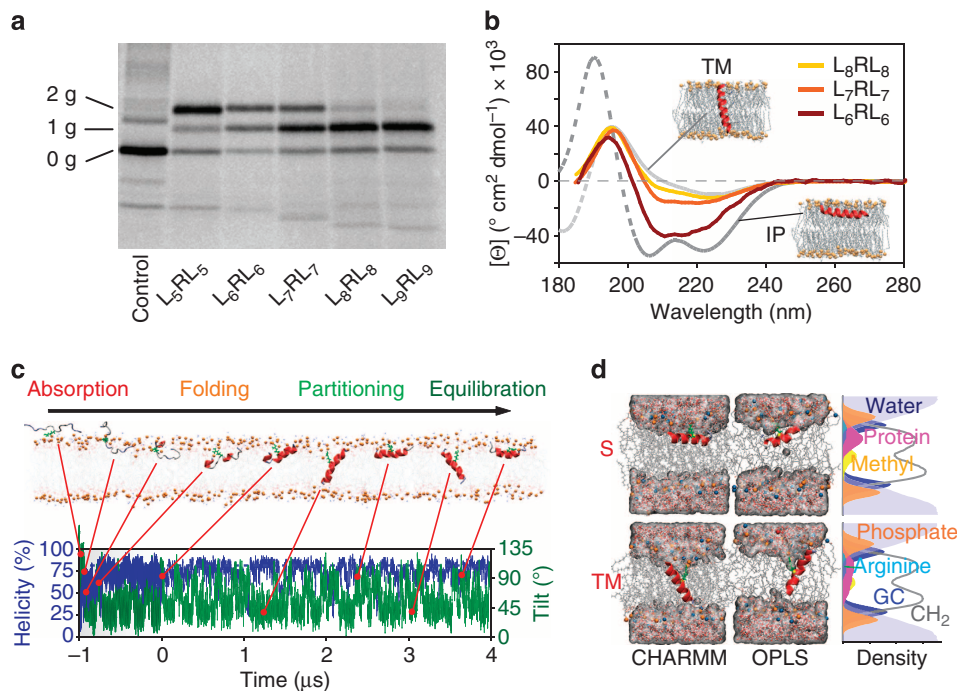 a
2 g
1 g
0 g
Control
L5RL5
L6RL6
L7RL7
L8RL8
L9RL9
b
[Θ] (° cm² dmol⁻¹) × 10³
80
40
0
−40
TM
IP
L8RL8
L7RL7
L6RL6
180 200 220 240 260 280
Wavelength (nm)
c
Absorption Folding Partitioning Equilibration
Helicity (%)
100
75
50
25
0
135
90
45
0
Tilt (°)
−1 0 1 2 3 4
Time (μs)
d
S
TM
CHARMM OPLS
Water
Protein
Methyl
Phosphate
Arginine
GC
CH₂
Density